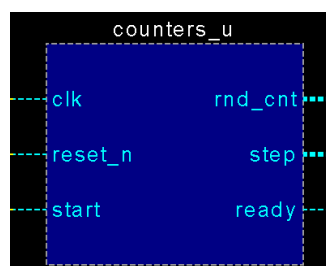 counters_u
clk rnd_cnt
reset_n step
start ready